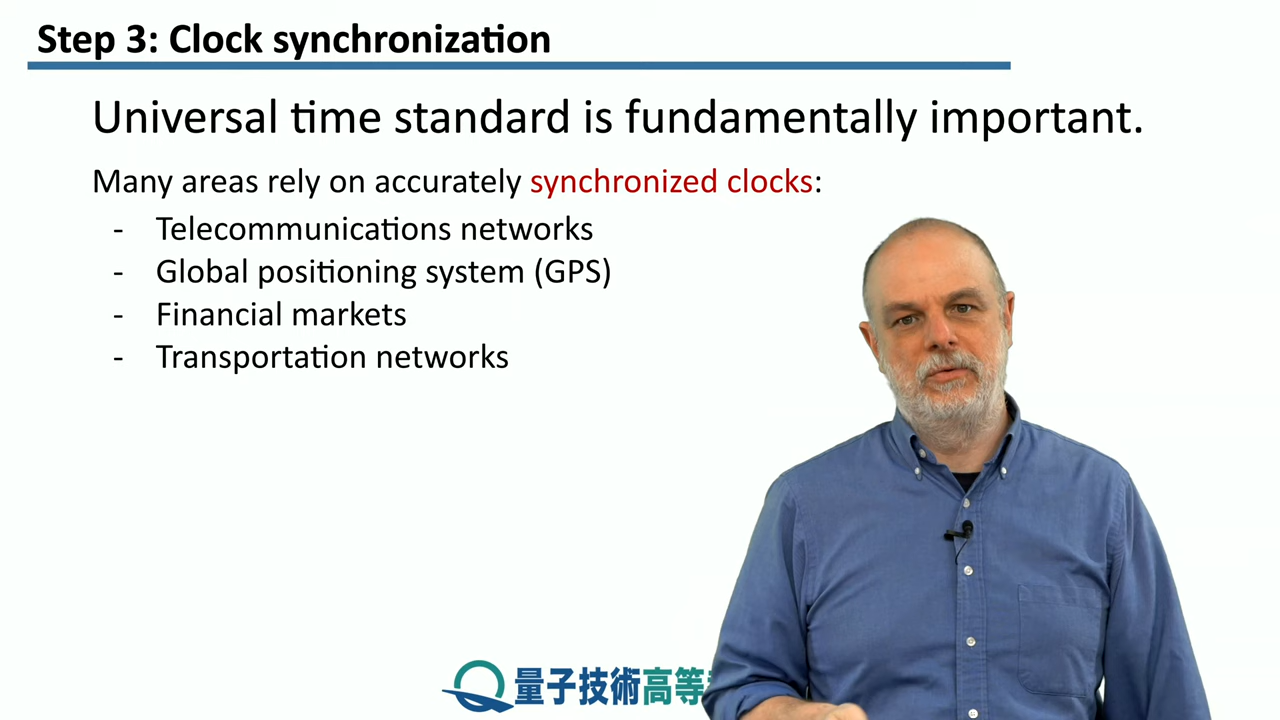 Step 3: Clock synchronization
Universal time standard is fundamentally important.
Many areas rely on accurately synchronized clocks:
- Telecommunications networks
- Global positioning system (GPS)
- Financial markets
- Transportation networks
量子技術高等